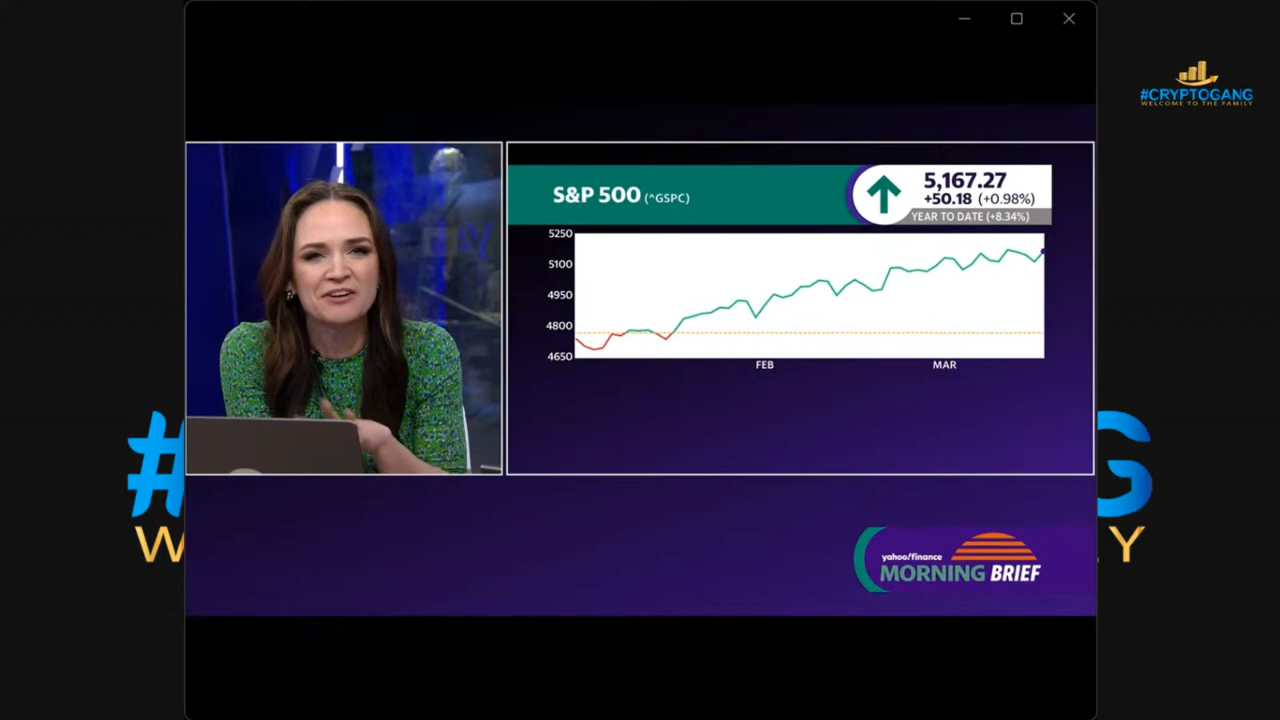 #CRYPTOGANG
WELCOME TO THE FAMILY
S&P 500 (^GSPC)
5,167.27
+50.18 (+0.98%)
YEAR TO DATE (+8.34%)
5250
5100
4950
4800
4650
FEB
MAR
# G
W Y
yahoo!finance
MORNING BRIEF